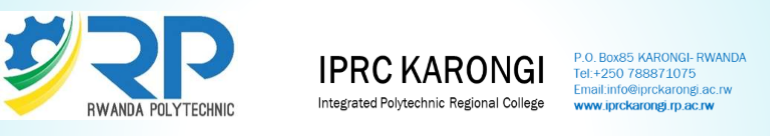 RP
RWANDA POLYTECHNIC
IPRC KARONGI
Integrated Polytechnic Regional College
P.O. Box85 KARONGI- RWANDA
Tel:+250 788871075
Email:info@iprckarongi.ac.rw
www.iprckarongi.rp.ac.rw